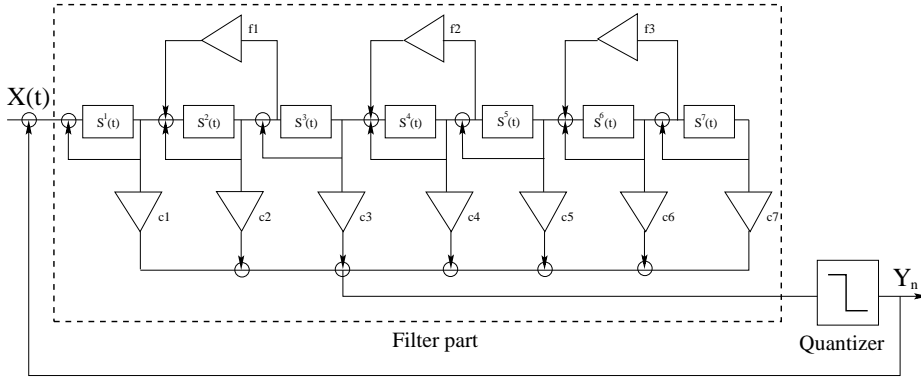 f1 f2 f3
X(t)
S¹(t) S²(t) S³(t) S⁴(t) S⁵(t) S⁶(t) S⁷(t)
c1 c2 c3 c4 c5 c6 c7
Yₙ
Filter part
Quantizer